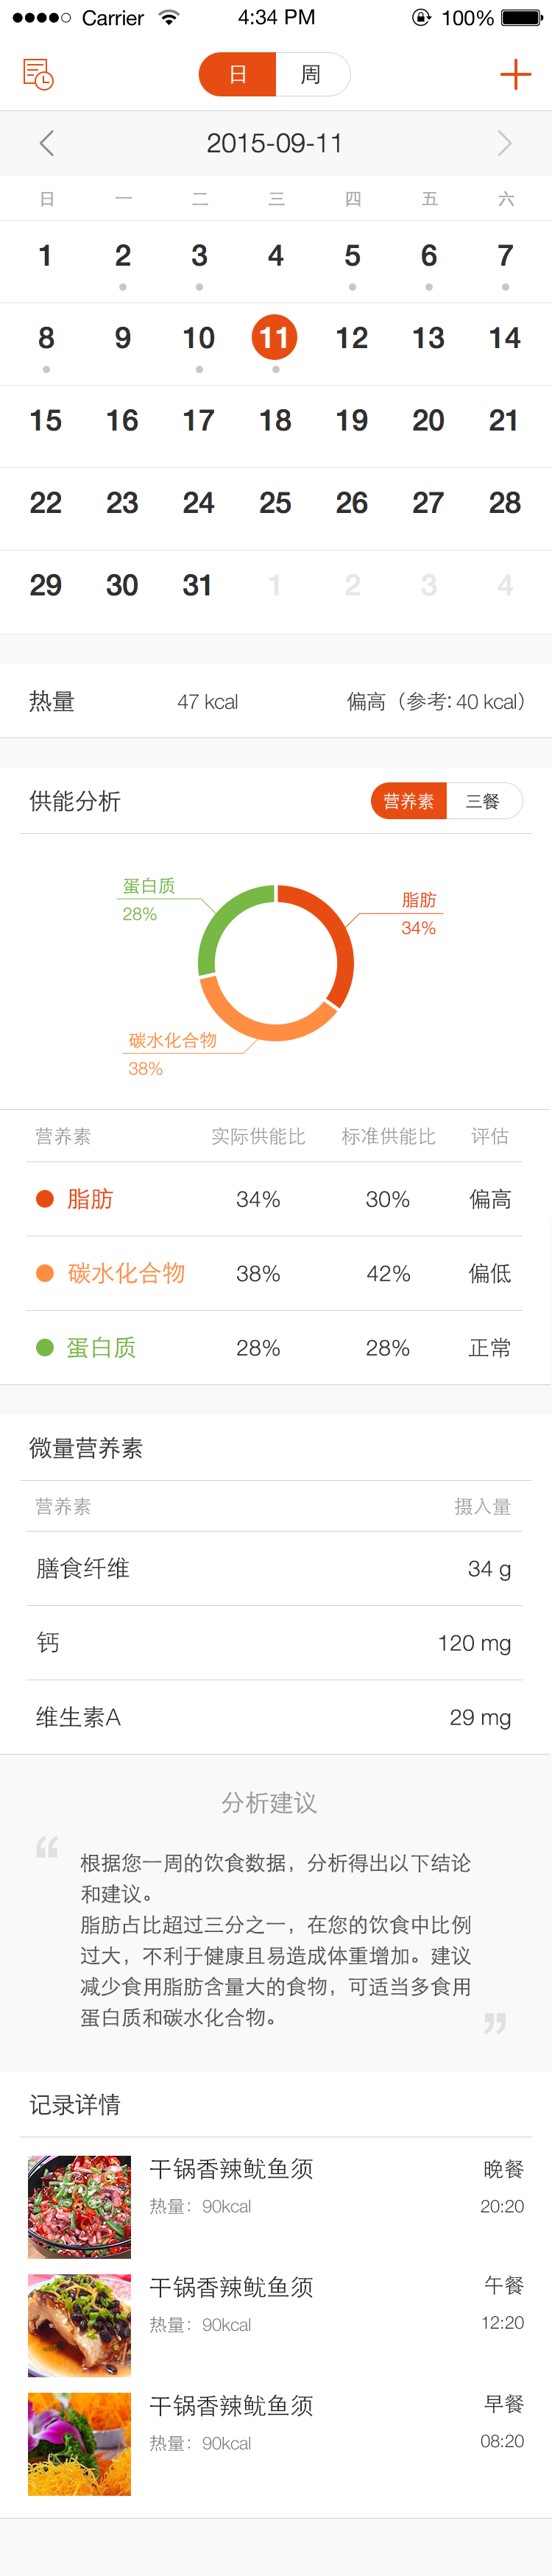 Carrier 4:34 PM 100%
日 周
2015-09-11
日 一 二 三 四 五 六
1 2 3 4 5 6 7
8 9 10 11 12 13 14
15 16 17 18 19 20 21
22 23 24 25 26 27 28
29 30 31 1 2 3 4
热量 47 kcal 偏高（参考: 40 kcal）
供能分析 营养素 三餐
蛋白质
28%
脂肪
34%
碳水化合物
38%
营养素 实际供能比 标准供能比 评估
脂肪 34% 30% 偏高
碳水化合物 38% 42% 偏低
蛋白质 28% 28% 正常
微量营养素
营养素 摄入量
膳食纤维 34 g
钙 120 mg
维生素A 29 mg
分析建议
“
根据您一周的饮食数据，分析得出以下结论
和建议。
脂肪占比超过三分之一，在您的饮食中比例
过大，不利于健康且易造成体重增加。建议
减少食用脂肪含量大的食物，可适当多食用
蛋白质和碳水化合物。
”
记录详情
干锅香辣鱿鱼须 晚餐
热量：90kcal 20:20
干锅香辣鱿鱼须 午餐
热量：90kcal 12:20
干锅香辣鱿鱼须 早餐
热量：90kcal 08:20